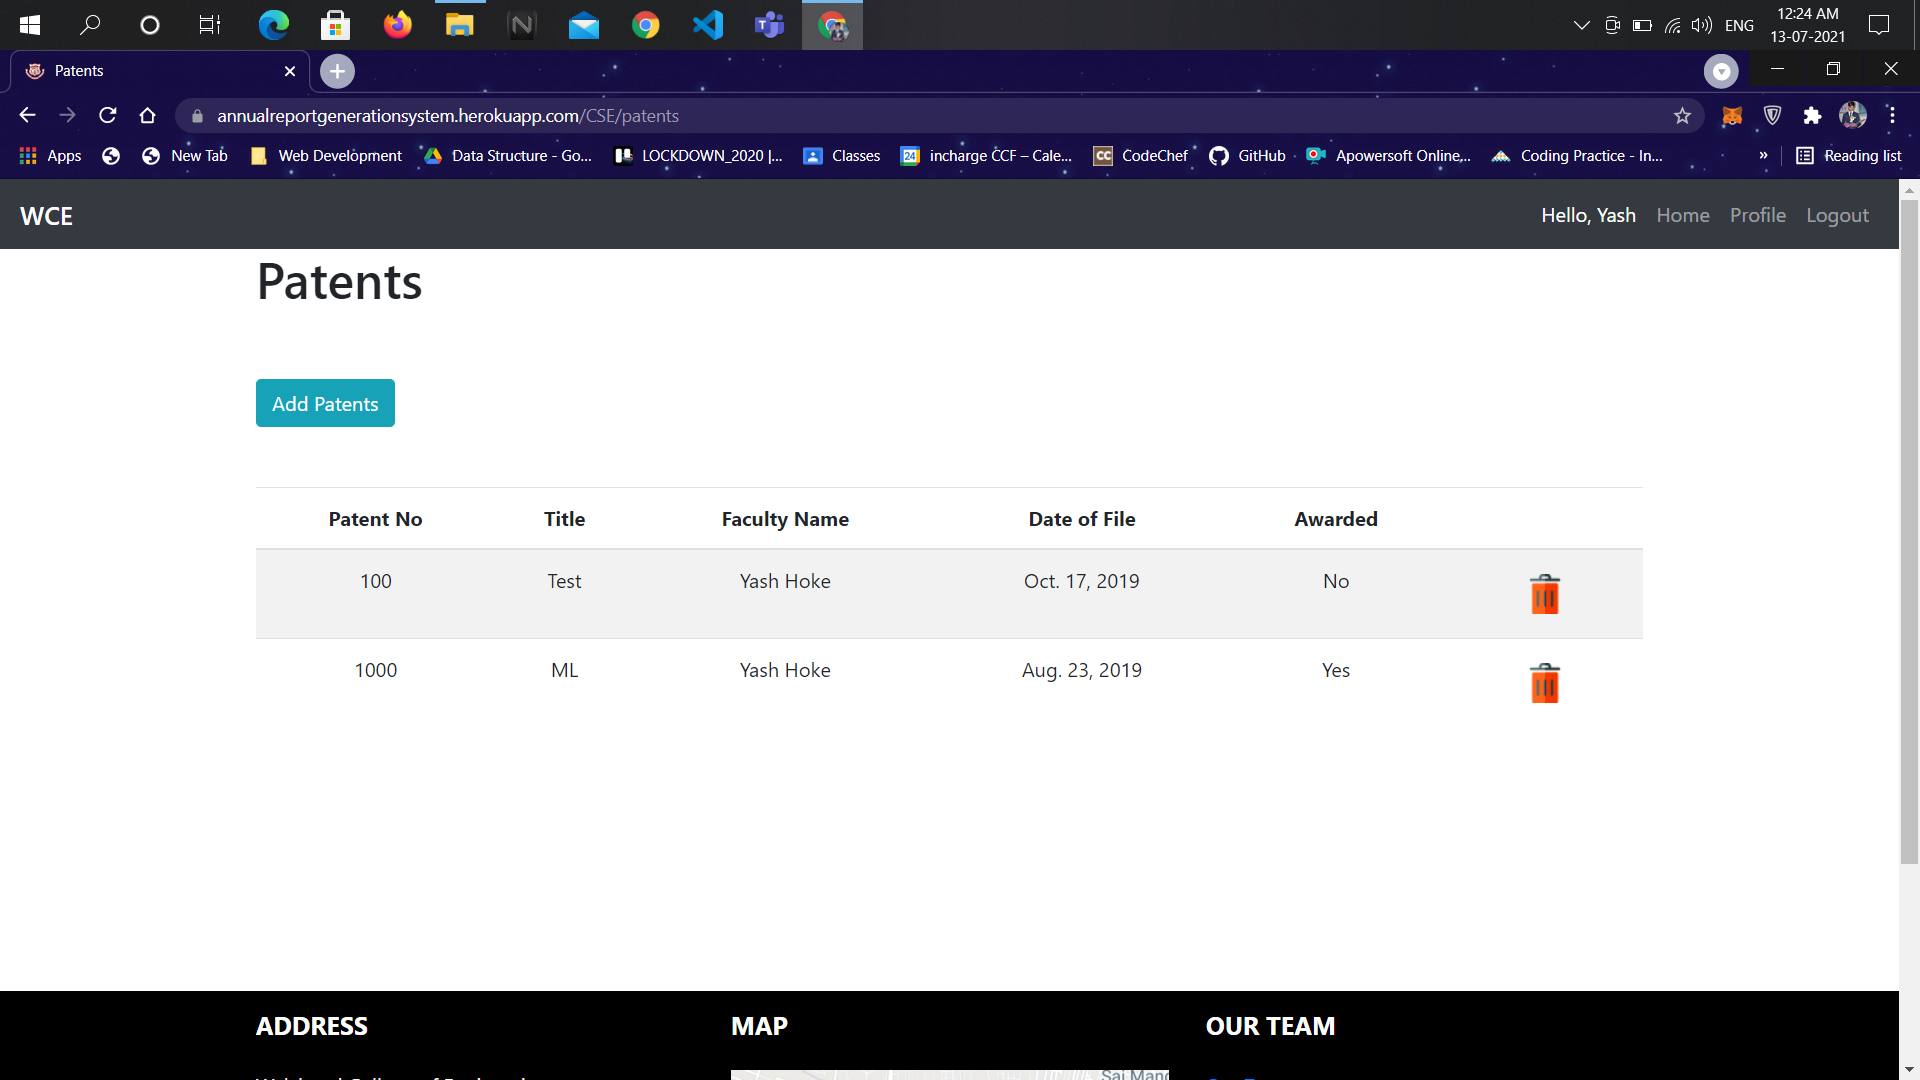 12:24 AM
ENG
13-07-2021
Patents
annualreportgenerationsystem.herokuapp.com/CSE/patents
Apps New Tab Web Development Data Structure - Go... LOCKDOWN_2020 |... Classes incharge CCF – Cale... CodeChef GitHub Apowersoft Online,... Coding Practice - In... » Reading list
WCE Hello, Yash Home Profile Logout
Patents
Add Patents
Patent No Title Faculty Name Date of File Awarded
100 Test Yash Hoke Oct. 17, 2019 No
1000 ML Yash Hoke Aug. 23, 2019 Yes
ADDRESS MAP OUR TEAM